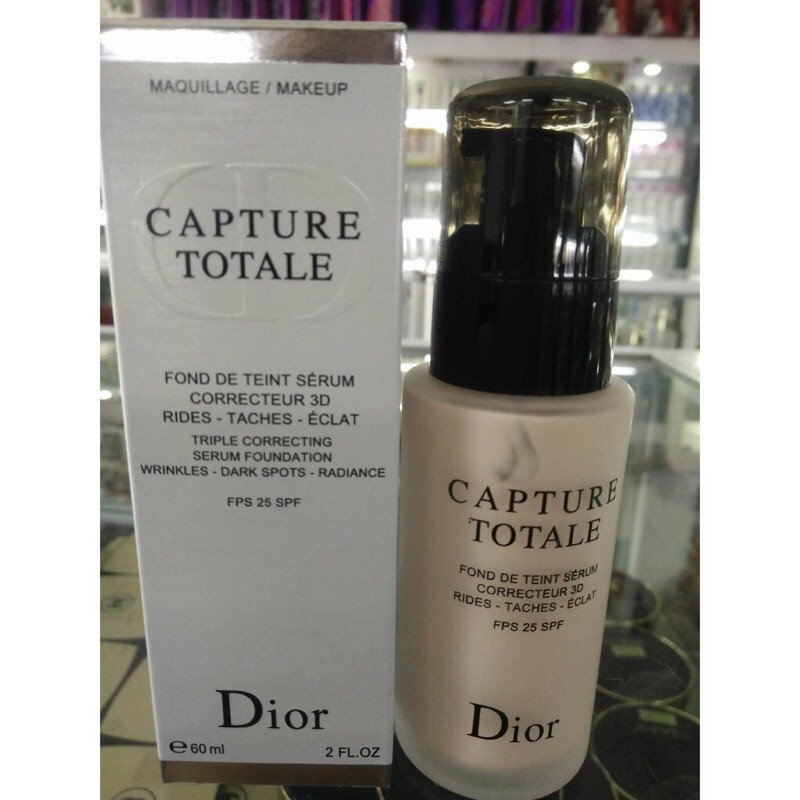 MAQUILLAGE / MAKEUP
CAPTURE
TOTALE
FOND DE TEINT SÉRUM
CORRECTEUR 3D
RIDES - TACHES - ÉCLAT
TRIPLE CORRECTING
SERUM FOUNDATION
WRINKLES - DARK SPOTS - RADIANCE
FPS 25 SPF
Dior
℮ 60 ml 2 FL.OZ
CAPTURE
TOTALE
FOND DE TEINT SÉRUM
CORRECTEUR 3D
RIDES - TACHES - ÉCLAT
FPS 25 SPF
Dior